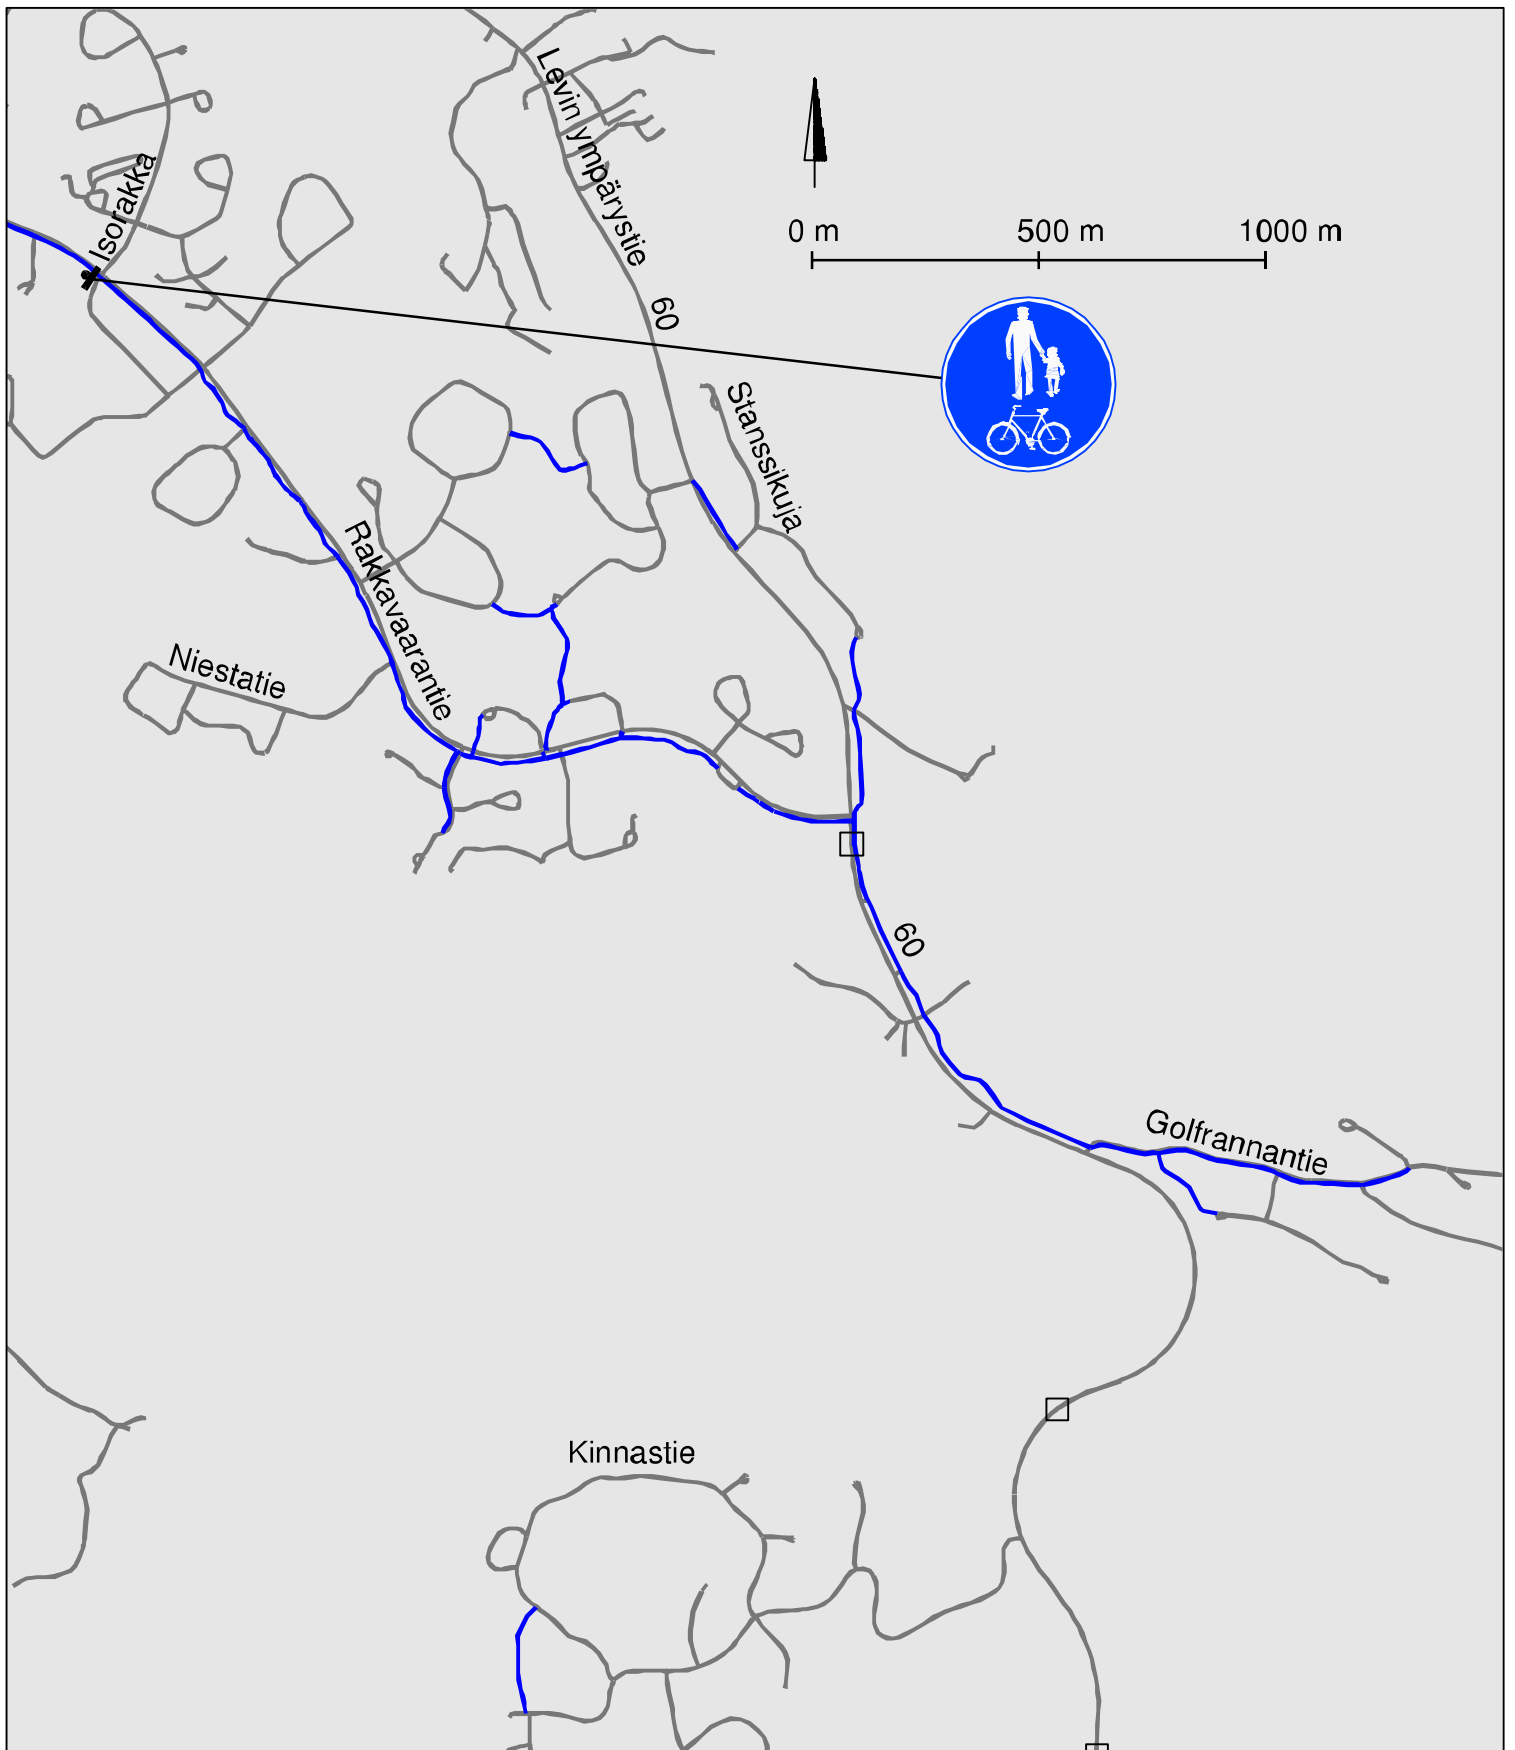 Levin ympärystie
Isorakka
0 m 500 m 1000 m
60
Stanssikuja
Rakkavaarantie
Niestatie
60
Golfrannantie
Kinnastie